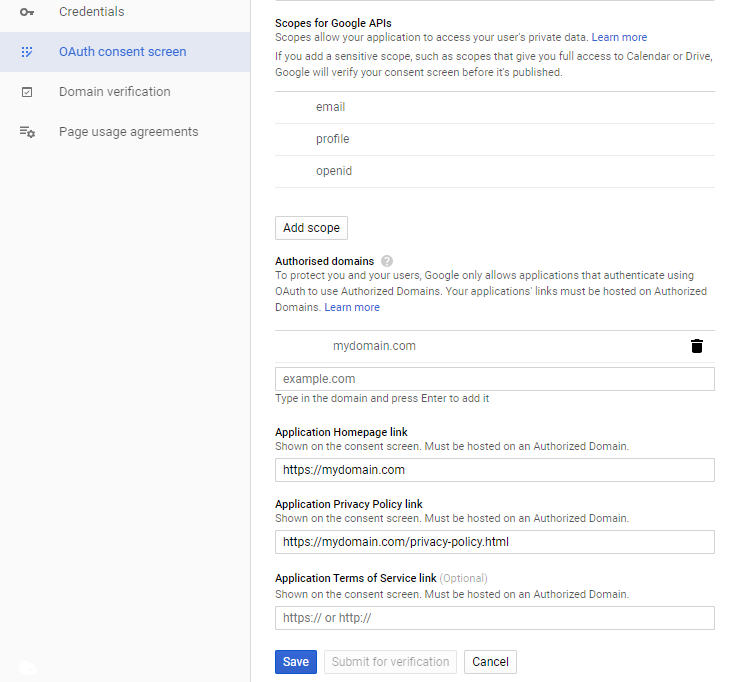 Credentials
OAuth consent screen
Domain verification
Page usage agreements
Scopes for Google APIs
Scopes allow your application to access your user's private data. Learn more
If you add a sensitive scope, such as scopes that give you full access to Calendar or Drive,
Google will verify your consent screen before it's published.
email
profile
openid
Add scope
Authorised domains ?
To protect you and your users, Google only allows applications that authenticate using
OAuth to use Authorized Domains. Your applications' links must be hosted on Authorized
Domains. Learn more
mydomain.com
example.com
Type in the domain and press Enter to add it
Application Homepage link
Shown on the consent screen. Must be hosted on an Authorized Domain.
https://mydomain.com
Application Privacy Policy link
Shown on the consent screen. Must be hosted on an Authorized Domain.
https://mydomain.com/privacy-policy.html
Application Terms of Service link (Optional)
Shown on the consent screen. Must be hosted on an Authorized Domain.
https:// or http://
Save Submit for verification Cancel